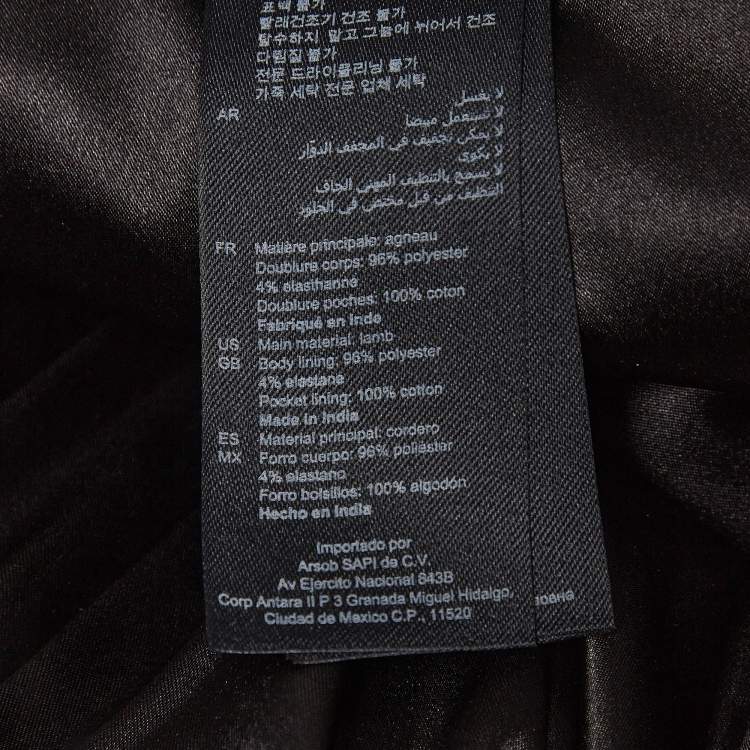 표백 불가
빨래건조기 건조 불가
탈수하지 말고 그늘에 뉘어서 건조
다림질 불가
전문 드라이클리닝 불가
가죽 세탁 전문 업체 세탁
AR
لا يغسل
لا تستعمل مبيضا
لا يمكن تجفيف في المجفف الدوّار
لا يكوى
لا يسمح بالتنظيف المهني الجاف
التنظيف من قبل مختص في الجلود
FR Matière principale: agneau
Doublure corps: 96% polyester
4% elasthanne
Doublure poches: 100% coton
Fabriqué en Inde
US Main material: lamb
GB Body lining: 96% polyester
4% elastane
Pocket lining: 100% cotton
Made in India
ES Material principal: cordero
MX Forro cuerpo: 96% poliéster
4% elastano
Forro bolsillos: 100% algodón
Hecho en India
Importado por
Arsob SAPI de C.V.
Av Ejercito Nacional 843B
Corp Antara II P 3 Granada Miguel Hidalgo,
Ciudad de Mexico C.P., 11520